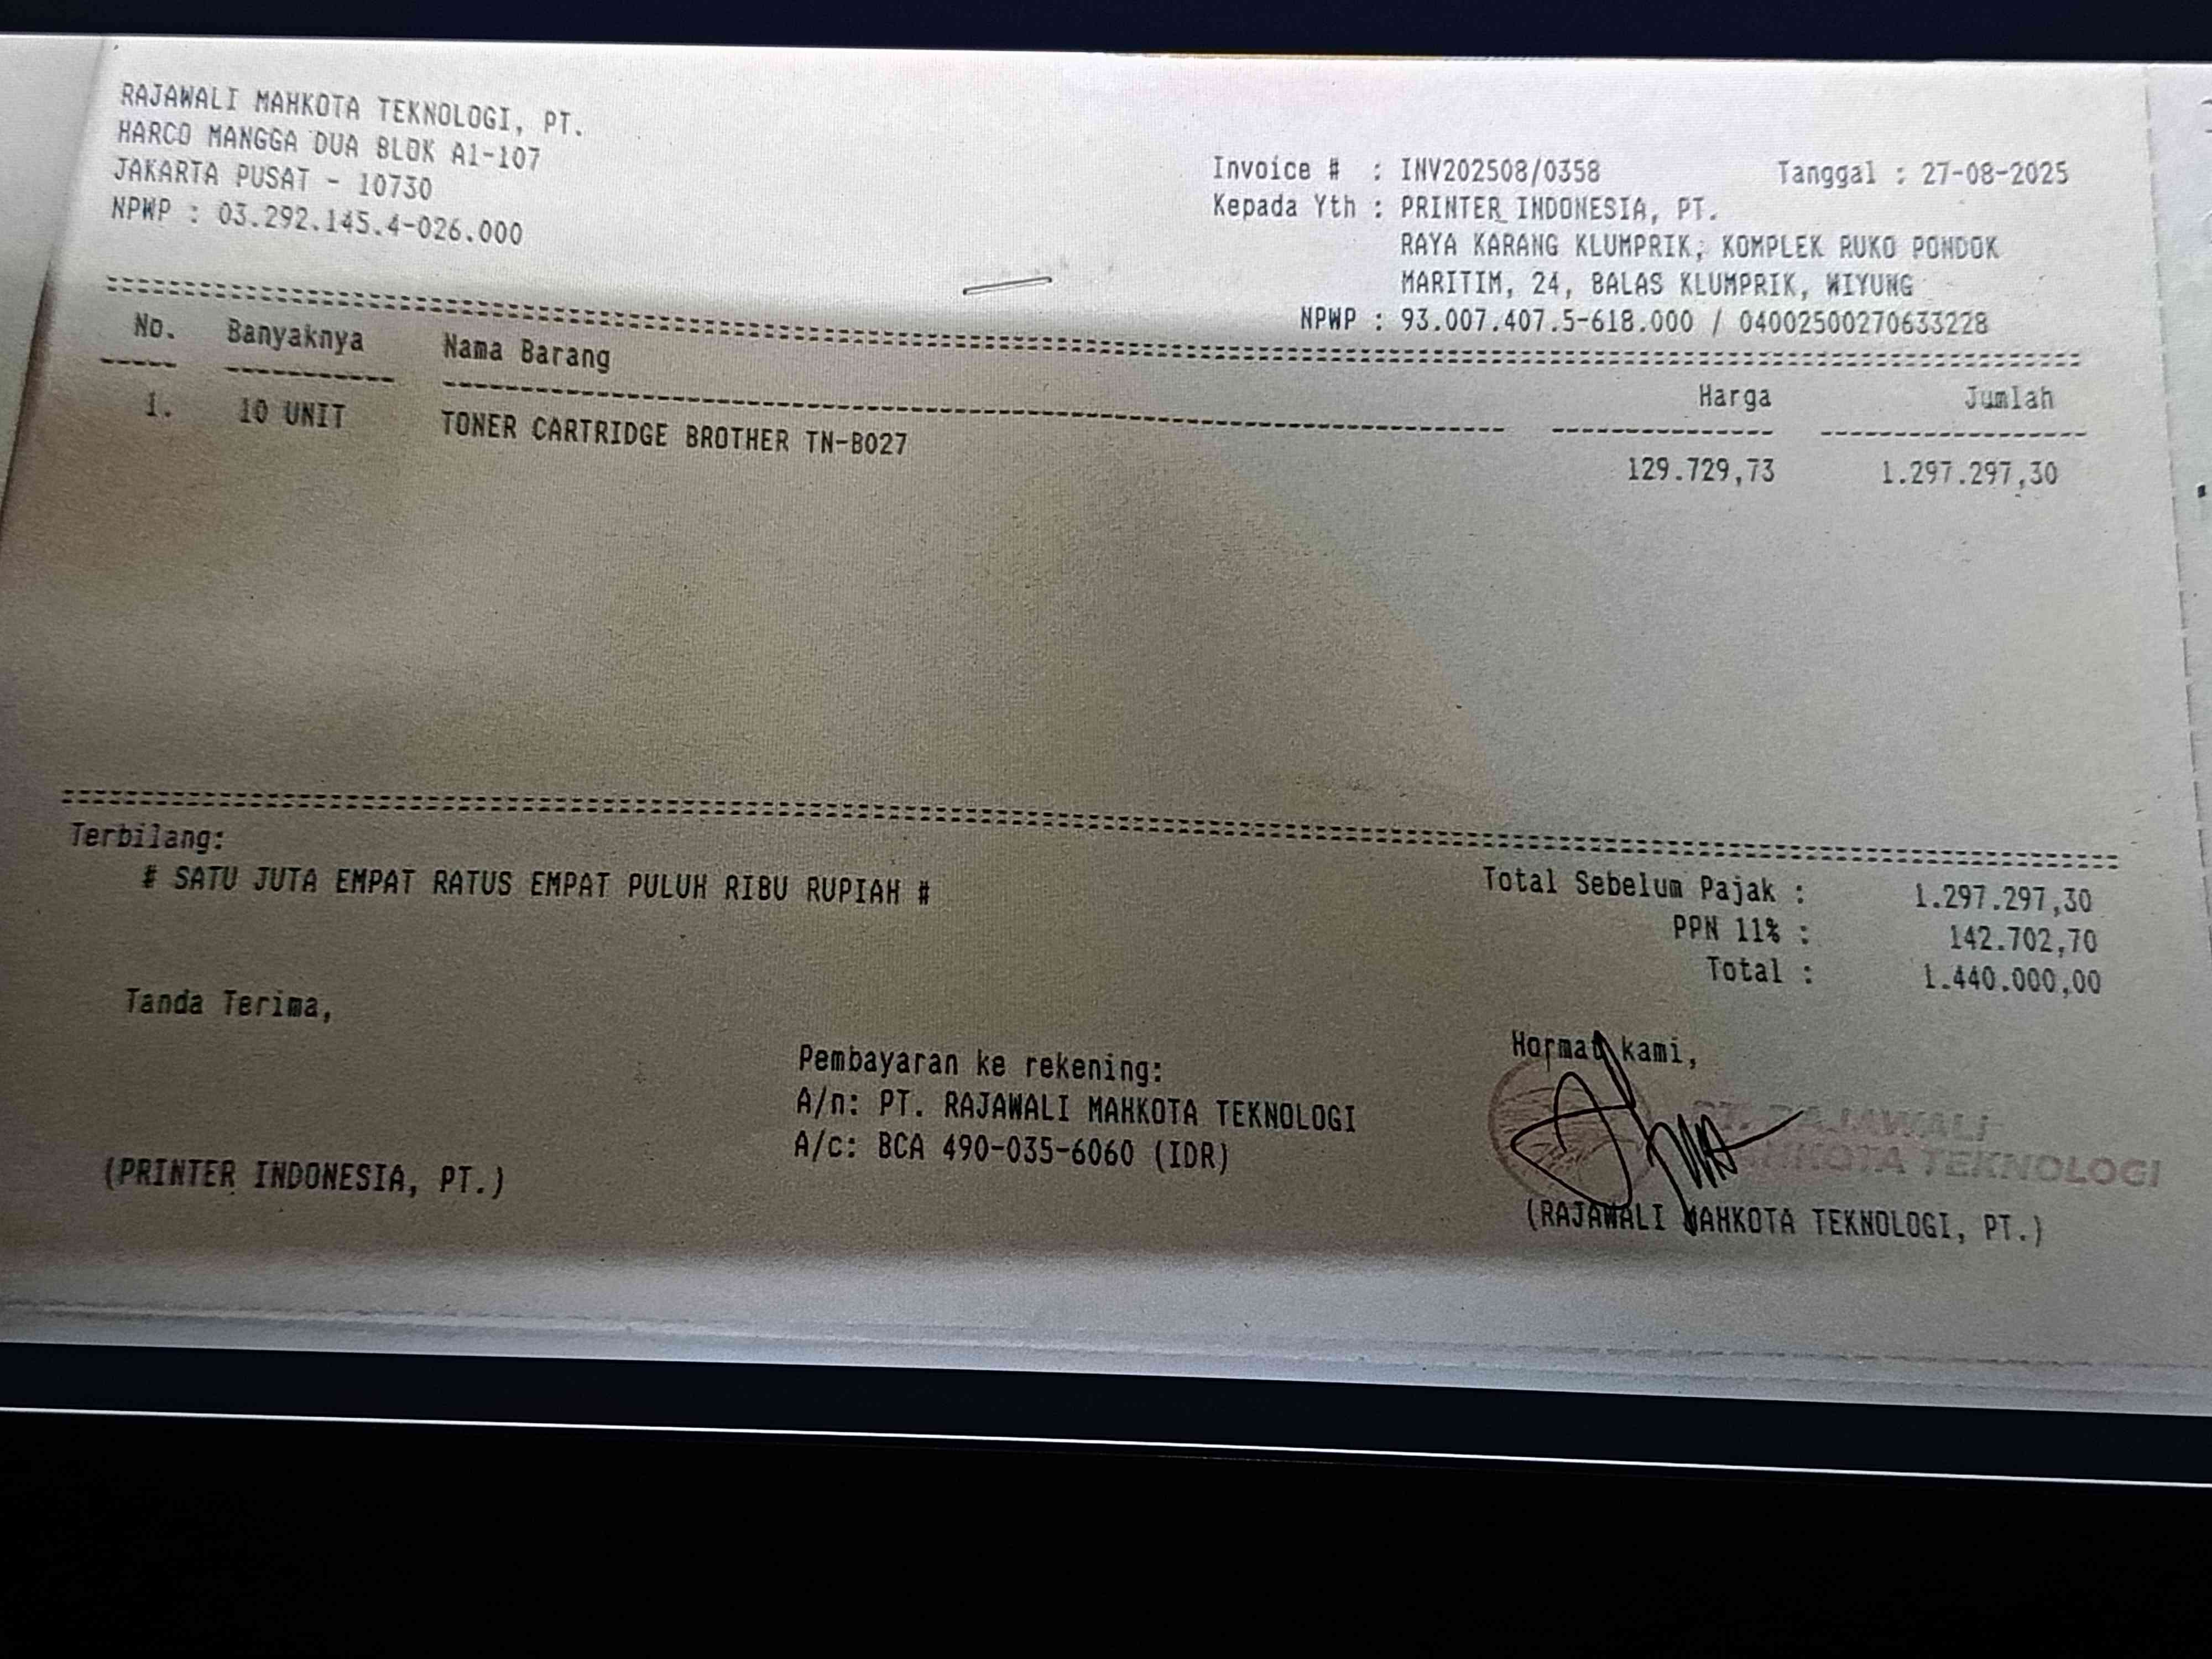 RAJAWALI MAHKOTA TEKNOLOGI, PT.
HARCO MANGGA DUA BLOK A1-107
JAKARTA PUSAT - 10730
NPWP : 03.292.145.4-026.000
Invoice # : INV202508/0358 Tanggal : 27-08-2025
Kepada Yth : PRINTER INDONESIA, PT.
RAYA KARANG KLUMPRIK, KOMPLEK RUKO PONDOK
MARITIM, 24, BALAS KLUMPRIK, WIYUNG
NPWP : 93.007.407.5-618.000 / 04002500270633228
No. Banyaknya Nama Barang Harga Jumlah
1. 10 UNIT TONER CARTRIDGE BROTHER TN-B027 129.729,73 1.297.297,30
Terbilang:
# SATU JUTA EMPAT RATUS EMPAT PULUH RIBU RUPIAH #
Total Sebelum Pajak : 1.297.297,30
PPN 11% : 142.702,70
Total : 1.440.000,00
Tanda Terima,
(PRINTER INDONESIA, PT.)
Pembayaran ke rekening:
A/n: PT. RAJAWALI MAHKOTA TEKNOLOGI
A/c: BCA 490-035-6060 (IDR)
Hormat kami,
PT. RAJAWALI
MAHKOTA TEKNOLOGI
(RAJAWALI MAHKOTA TEKNOLOGI, PT.)